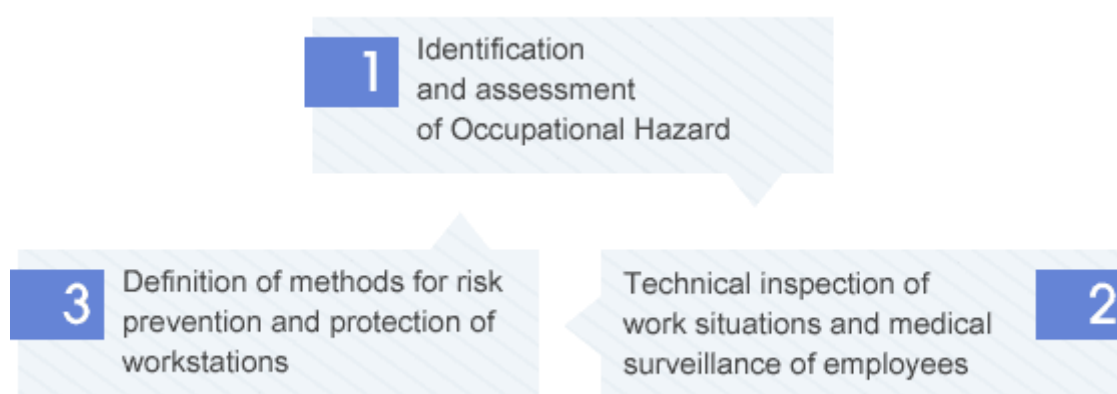 1
Identification
and assessment
of Occupational Hazard
2
Technical inspection of
work situations and medical
surveillance of employees
3
Definition of methods for risk
prevention and protection of
workstations